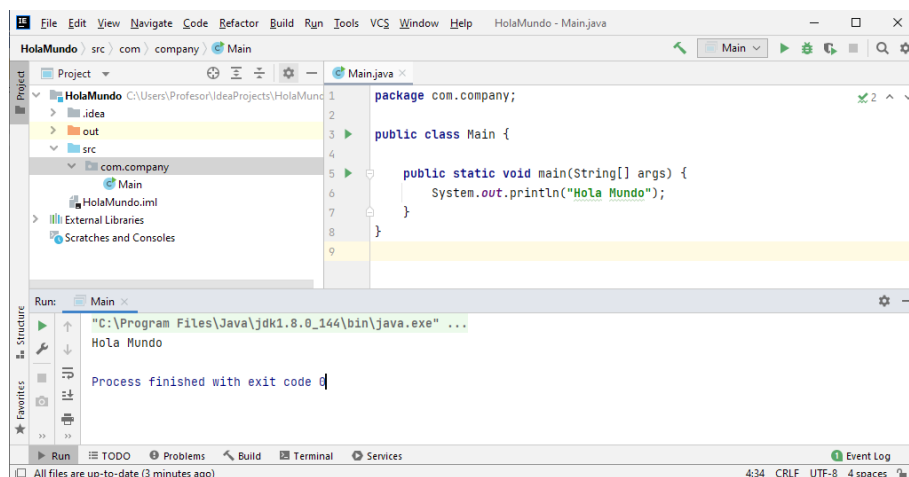 File Edit View Navigate Code Refactor Build Run Tools VCS Window Help HolaMundo - Main.java
HolaMundo src com company Main
Main
Project
Project
Main.java
HolaMundo C:\Users\Profesor\IdeaProjects\HolaMund
.idea
out
src
com.company
Main
HolaMundo.iml
External Libraries
Scratches and Consoles
1 package com.company;
2
3 public class Main {
4
5 public static void main(String[] args) {
6 System.out.println("Hola Mundo");
7 }
8 }
9
2
Run: Main
"C:\Program Files\Java\jdk1.8.0_144\bin\java.exe" ...
Hola Mundo
Process finished with exit code 0
Structure
Favorites
Run TODO Problems Build Terminal Services 1 Event Log
All files are up-to-date (3 minutes ago) 4:34 CRLF UTF-8 4 spaces